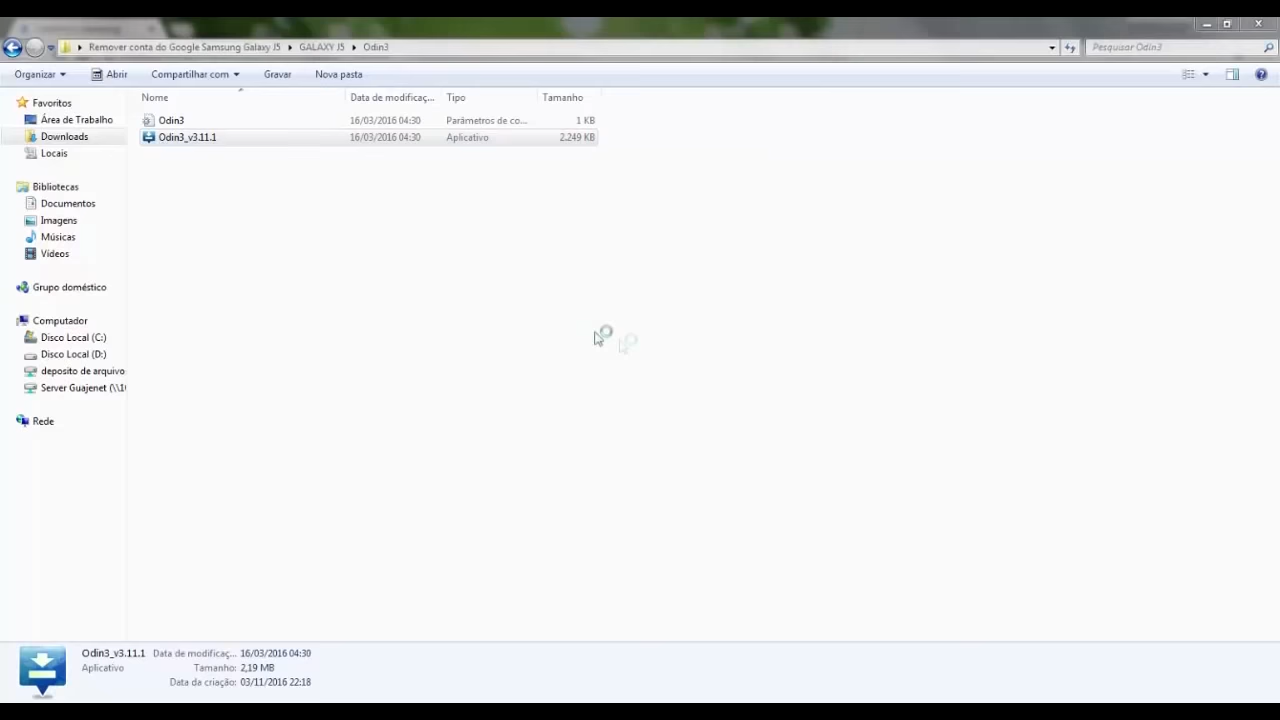 Remover conta do Google Samsung Galaxy J5 GALAXY J5 Odin3 Pesquisar Odin3
Organizar Abrir Compartilhar com Gravar Nova pasta
Nome Data de modificaç... Tipo Tamanho
Odin3 16/03/2016 04:30 Parâmetros de co... 1 KB
Odin3_v3.11.1 16/03/2016 04:30 Aplicativo 2.249 KB
Favoritos
Área de Trabalho
Downloads
Locais
Bibliotecas
Documentos
Imagens
Músicas
Vídeos
Grupo doméstico
Computador
Disco Local (C:)
Disco Local (D:)
deposito de arquivo
Server Guajenet (\\1
Rede
Odin3_v3.11.1 Data de modificaç... 16/03/2016 04:30
Aplicativo Tamanho: 2,19 MB
Data da criação: 03/11/2016 22:18